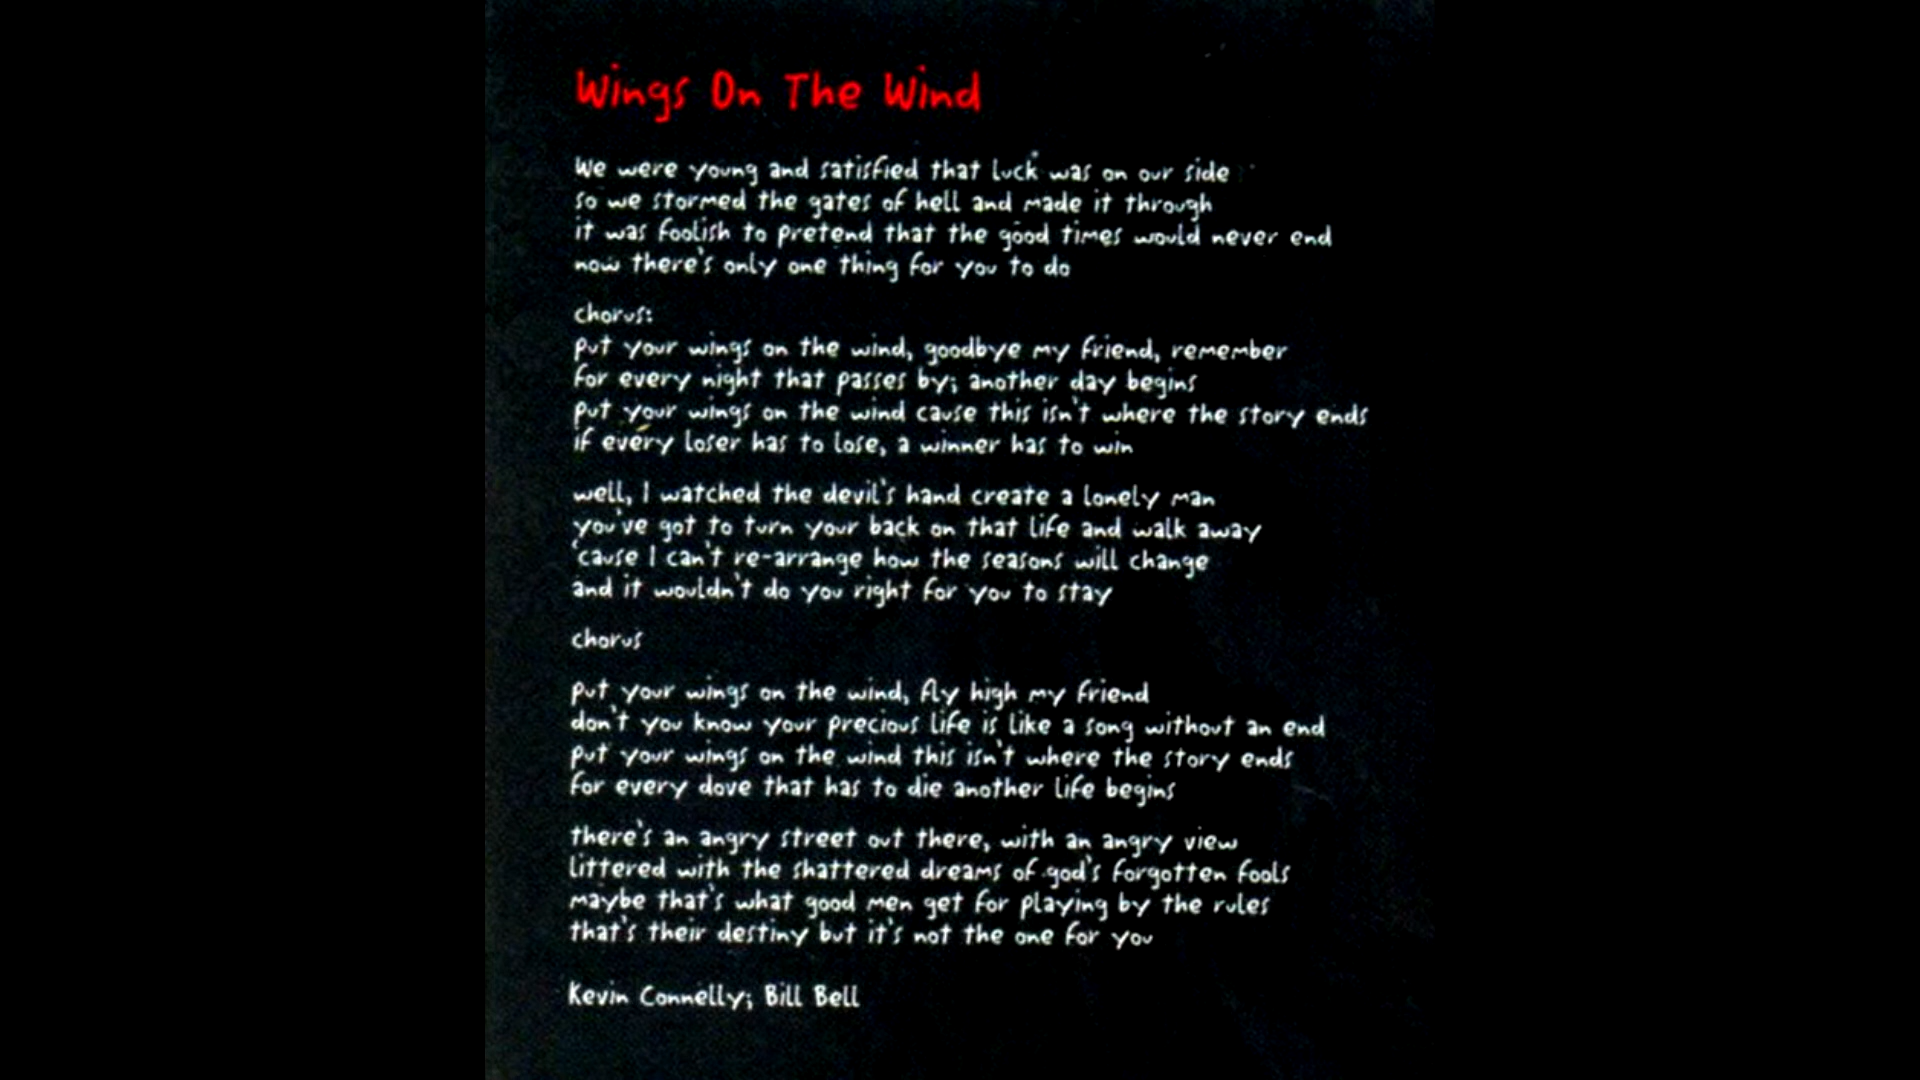 Wings On The Wind
We were young and satisfied that luck was on our side
so we stormed the gates of hell and made it through
it was foolish to pretend that the good times would never end
now there's only one thing for you to do
chorus:
put your wings on the wind, goodbye my friend, remember
for every night that passes by; another day begins
put your wings on the wind cause this isn't where the story ends
if every loser has to lose, a winner has to win
well, I watched the devil's hand create a lonely man
you've got to turn your back on that life and walk away
'cause I can't re-arrange how the seasons will change
and it wouldn't do you right for you to stay
chorus
put your wings on the wind, fly high my friend
don't you know your precious life is like a song without an end
put your wings on the wind this isn't where the story ends
for every dove that has to die another life begins
there's an angry street out there, with an angry view
littered with the shattered dreams of god's forgotten fools
maybe that's what good men get for playing by the rules
that's their destiny but it's not the one for you
Kevin Connelly; Bill Bell